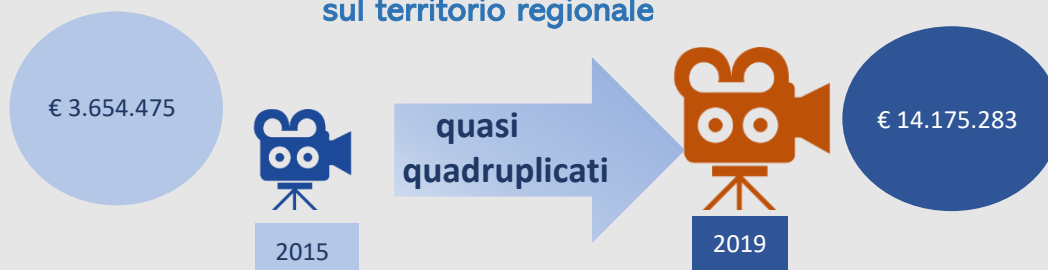 sul territorio regionale
€ 3.654.475
quasi
quadruplicati
€ 14.175.283
2015
2019